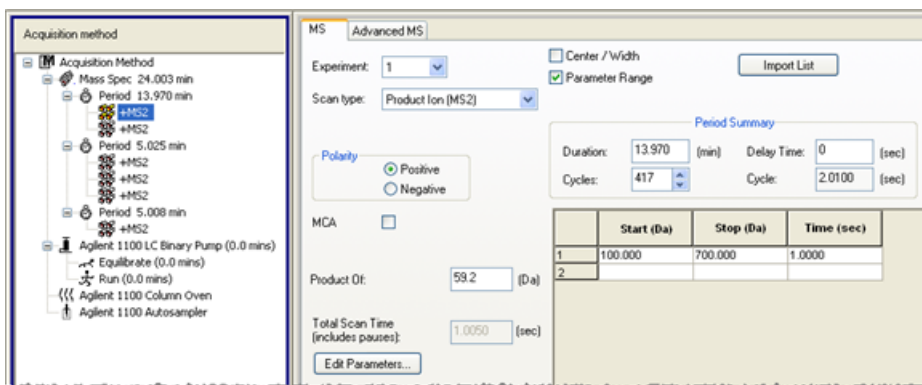 Acquisition method
Acquisition Method
Mass Spec 24.003 min
Period 13.970 min
+MS2
+MS2
Period 5.025 min
+MS2
+MS2
+MS2
Period 5.008 min
+MS2
Agilent 1100 LC Binary Pump (0.0 mins)
Equilibrate (0.0 mins)
Run (0.0 mins)
Agilent 1100 Column Oven
Agilent 1100 Autosampler
MS Advanced MS
Experiment: 1
Center / Width
Parameter Range
Import List
Scan type: Product Ion (MS2)
Polarity
Positive
Negative
Period Summary
Duration: 13.970 (min) Delay Time: 0 (sec)
Cycles: 417 Cycle: 2.0100 (sec)
MCA
Start (Da) Stop (Da) Time (sec)
1 100.000 700.000 1.0000
2
Product Of: 59.2 (Da)
Total Scan Time
(includes pauses): 1.0050 (sec)
Edit Parameters...